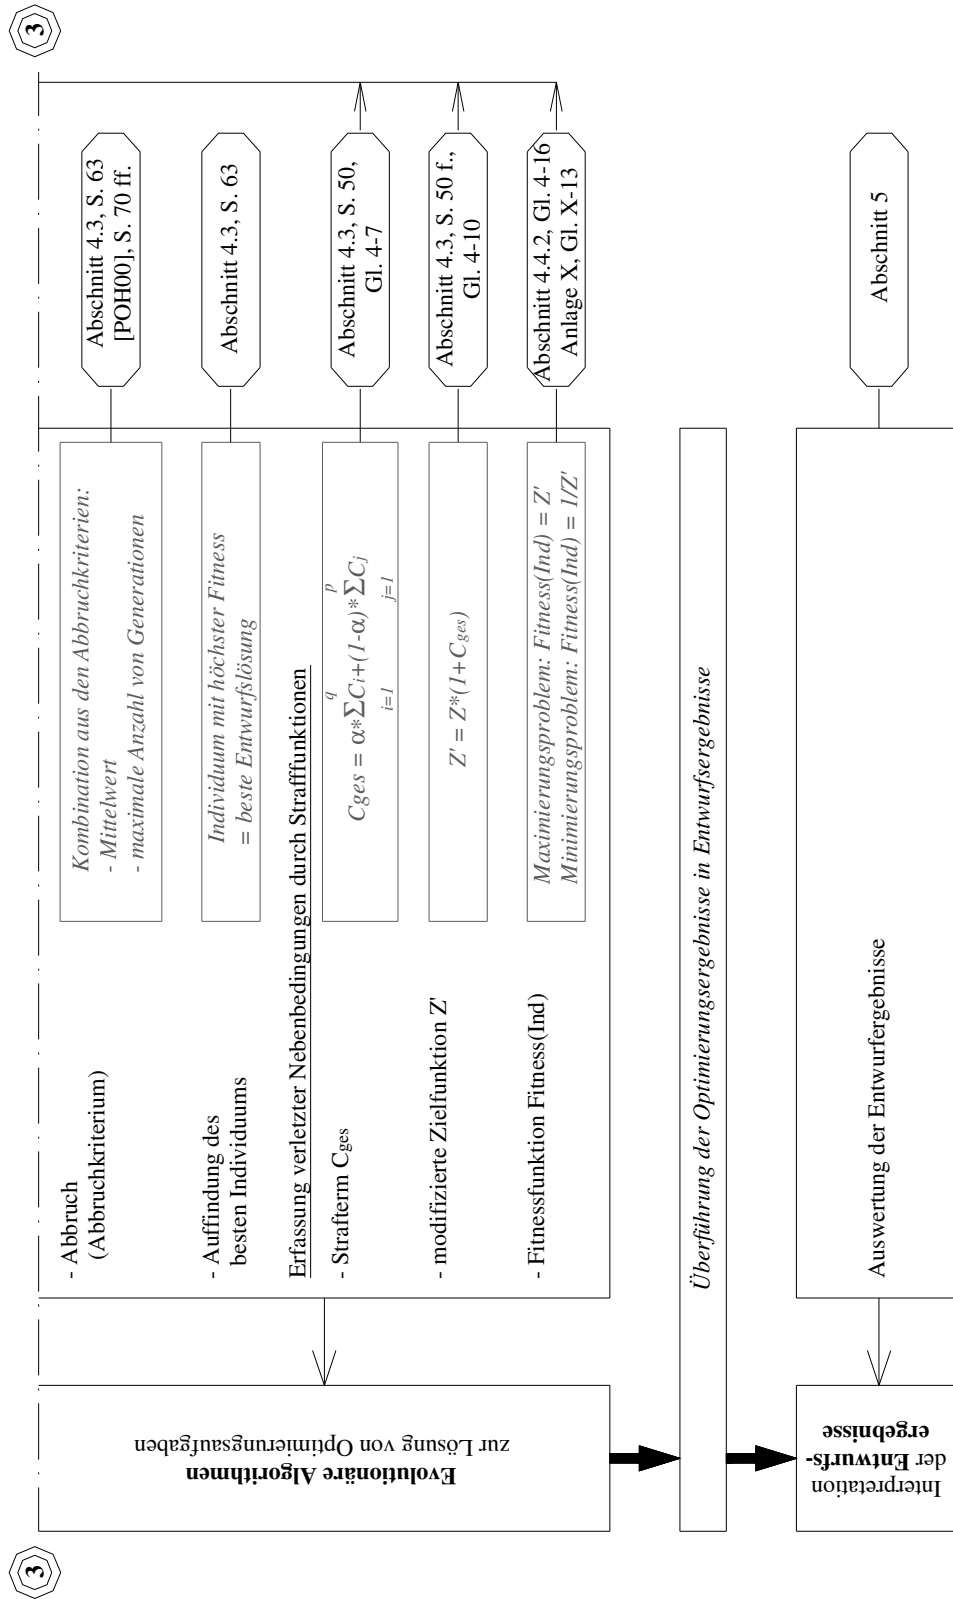 3
3
Evolutionäre Algorithmen
zur Lösung von Optimierungsaufgaben
- Abbruch
(Abbruchkriterium)
Kombination aus den Abbruchkriterien:
- Mittelwert
- maximale Anzahl von Generationen
Abschnitt 4.3, S. 63
[POH00], S. 70 ff.
- Auffindung des
besten Individuums
Individuum mit höchster Fitness
= beste Entwurfslösung
Abschnitt 4.3, S. 63
Erfassung verletzter Nebenbedingungen durch Strafffunktionen
- Strafterm Cges
q p
Cges = α*ΣCi+(1-α)*ΣCj
i=1 j=1
Abschnitt 4.3, S. 50,
Gl. 4-7
- modifizierte Zielfunktion Z'
Z' = Z*(1+Cges)
Abschnitt 4.3, S. 50 f.,
Gl. 4-10
- Fitnessfunktion Fitness(Ind)
Maximierungsproblem: Fitness(Ind) = Z'
Minimierungsproblem: Fitness(Ind) = 1/Z'
Abschnitt 4.4.2, Gl. 4-16
Anlage X, Gl. X-13
Überführung der Optimierungsergebnisse in Entwurfsergebnisse
Interpretation
der Entwurfs-
ergebnisse
Auswertung der Entwurfergebnisse
Abschnitt 5